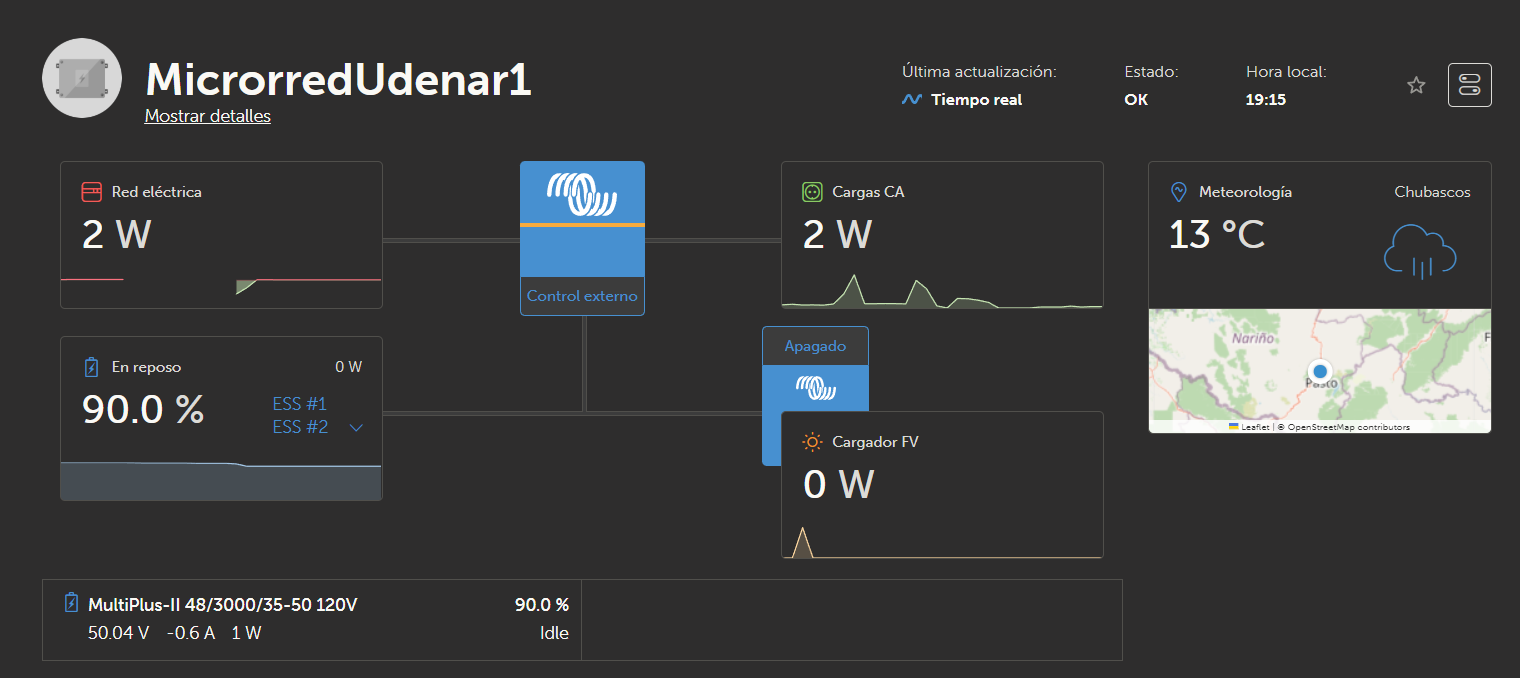 MicrorredUdenar1
Mostrar detalles
Última actualización:
Tiempo real
Estado:
OK
Hora local:
19:15
Red eléctrica
2 W
Control externo
Cargas CA
2 W
Meteorología
Chubascos
13 °C
Nariño
Pasto
Leaflet | © OpenStreetMap contributors
En reposo
0 W
90.0 %
ESS #1
ESS #2
Apagado
Cargador FV
0 W
MultiPlus-II 48/3000/35-50 120V
90.0 %
50.04 V -0.6 A 1 W
Idle